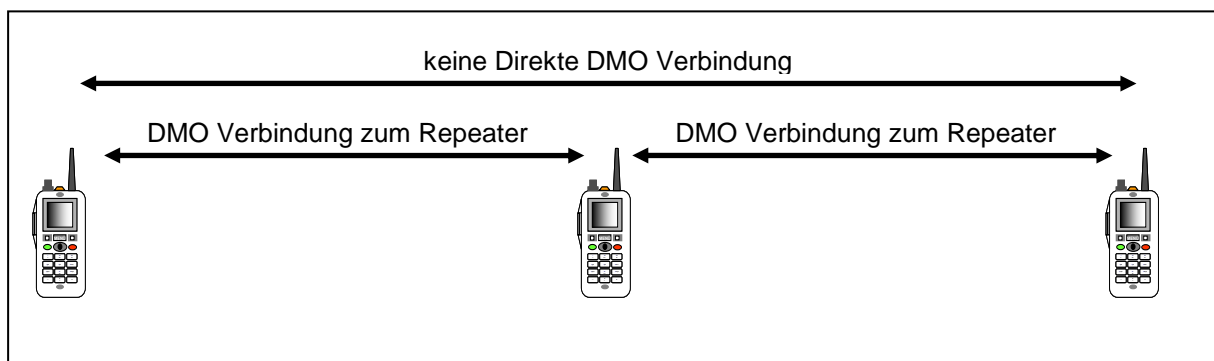 keine Direkte DMO Verbindung
DMO Verbindung zum Repeater
DMO Verbindung zum Repeater